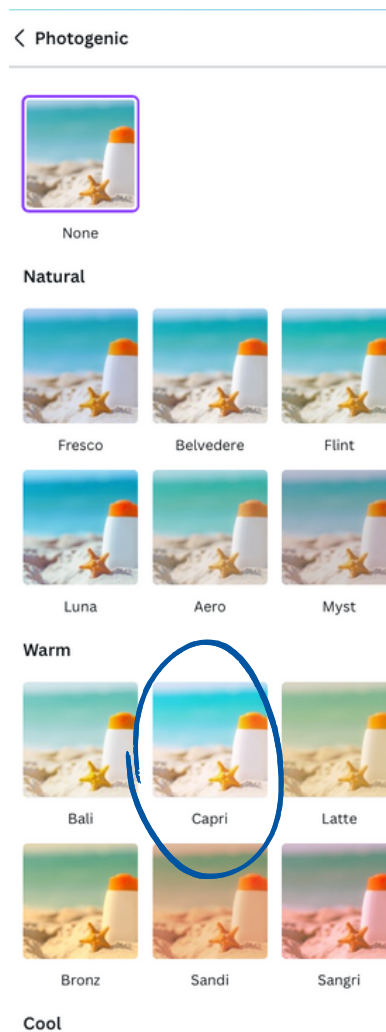 Photogenic
None
Natural
Fresco Belvedere Flint
Luna Aero Myst
Warm
Bali Capri Latte
Bronz Sandi Sangri
Cool